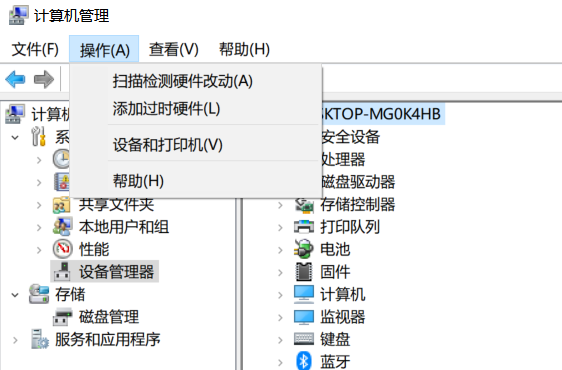 计算机管理
文件(F) 操作(A) 查看(V) 帮助(H)
扫描检测硬件改动(A)
添加过时硬件(L)
设备和打印机(V)
帮助(H)
计算机
系
共享文件夹
本地用户和组
性能
设备管理器
存储
磁盘管理
服务和应用程序
SKTOP-MG0K4HB
安全设备
处理器
磁盘驱动器
存储控制器
打印队列
电池
固件
计算机
监视器
键盘
蓝牙